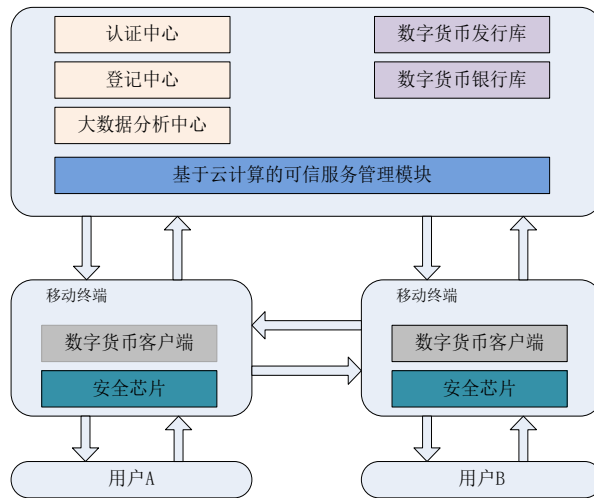 认证中心
数字货币发行库
登记中心
数字货币银行库
大数据分析中心
基于云计算的可信服务管理模块
移动终端
移动终端
数字货币客户端
数字货币客户端
安全芯片
安全芯片
用户A
用户B